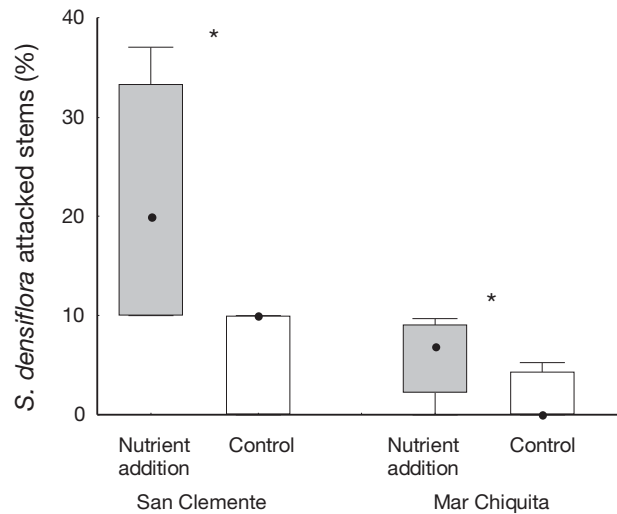 S. densiflora attacked stems (%)
40
30
20
10
0
*
*
Nutrient addition
Control
Nutrient addition
Control
San Clemente
Mar Chiquita